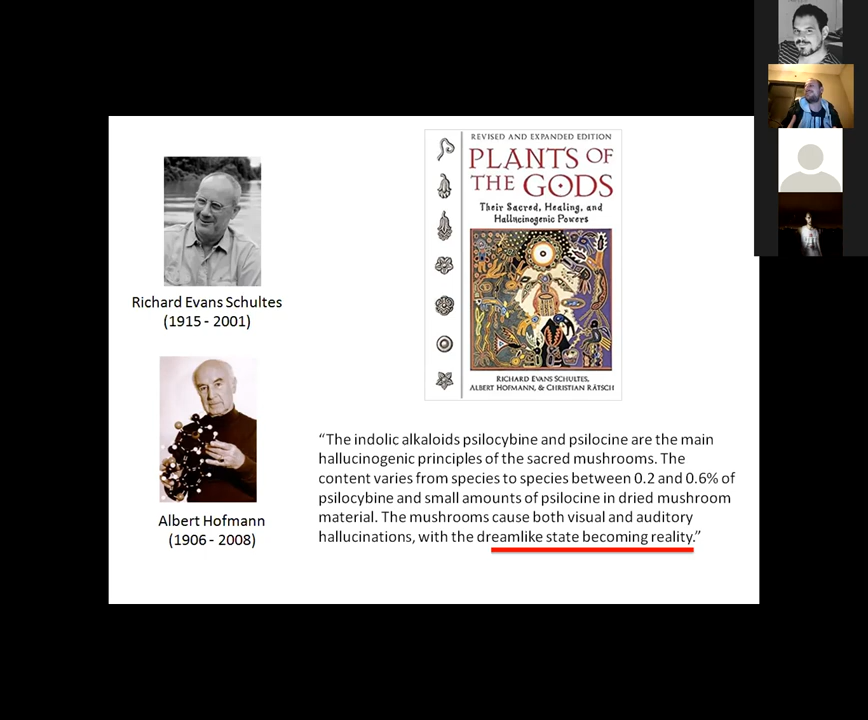 Richard Evans Schultes
(1915 - 2001)
Albert Hofmann
(1906 - 2008)
REVISED AND EXPANDED EDITION
PLANTS OF
THE GODS
Their Sacred, Healing, and
Hallucinogenic Powers
RICHARD EVANS SCHULTES,
ALBERT HOFMANN, & CHRISTIAN RÄTSCH
“The indolic alkaloids psilocybine and psilocine are the main
hallucinogenic principles of the sacred mushrooms. The
content varies from species to species between 0.2 and 0.6% of
psilocybine and small amounts of psilocine in dried mushroom
material. The mushrooms cause both visual and auditory
hallucinations, with the dreamlike state becoming reality.”